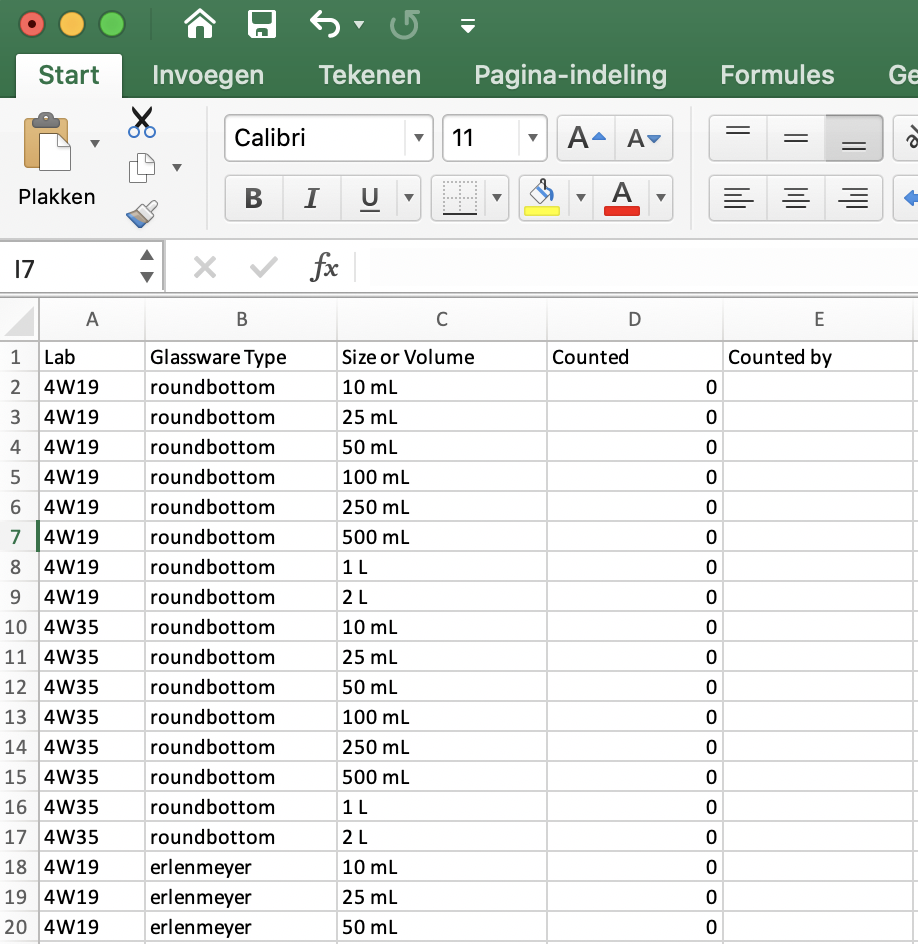 Start Invoegen Tekenen Pagina-indeling Formules Ge
Calibri 11 A A
Plakken B I U A
I7 fx
A B C D E
1 Lab Glassware Type Size or Volume Counted Counted by
2 4W19 roundbottom 10 mL 0
3 4W19 roundbottom 25 mL 0
4 4W19 roundbottom 50 mL 0
5 4W19 roundbottom 100 mL 0
6 4W19 roundbottom 250 mL 0
7 4W19 roundbottom 500 mL 0
8 4W19 roundbottom 1 L 0
9 4W19 roundbottom 2 L 0
10 4W35 roundbottom 10 mL 0
11 4W35 roundbottom 25 mL 0
12 4W35 roundbottom 50 mL 0
13 4W35 roundbottom 100 mL 0
14 4W35 roundbottom 250 mL 0
15 4W35 roundbottom 500 mL 0
16 4W35 roundbottom 1 L 0
17 4W35 roundbottom 2 L 0
18 4W19 erlenmeyer 10 mL 0
19 4W19 erlenmeyer 25 mL 0
20 4W19 erlenmeyer 50 mL 0